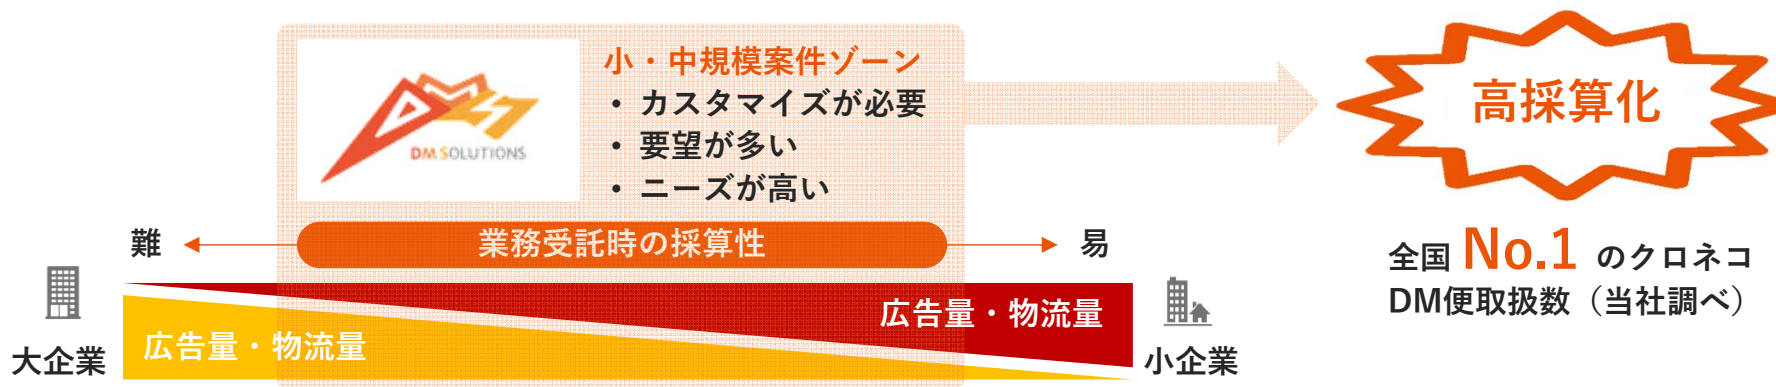 DM SOLUTIONS
小・中規模案件ゾーン
・ カスタマイズが必要
・ 要望が多い
・ ニーズが高い
高採算化
難
業務受託時の採算性
易
全国 No.1 のクロネコ
DM便取扱数（当社調べ）
広告量・物流量
広告量・物流量
大企業
小企業